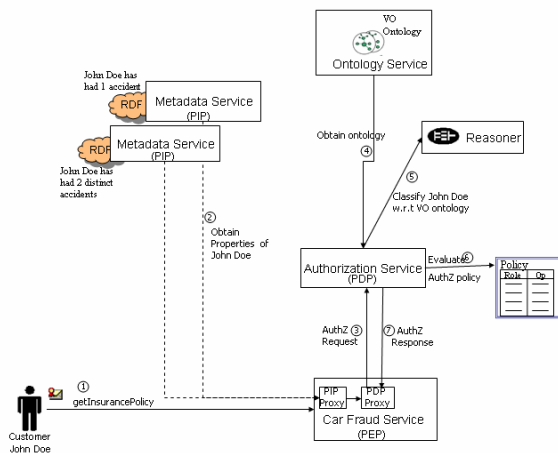 VO
Ontology
Ontology Service
John Doe has
had 1 accident
RDF
Metadata Service
(PIP)
RDF
Metadata Service
(PIP)
John Doe has
had 2 distinct
accidents
Obtain ontology
4
Reasoner
5
Classify John Doe
w.r.t VO ontology
2
Obtain
Properties of
John Doe
Authorization Service
(PDP)
Evaluate 6
AuthZ policy
Policy
Role Op
AuthZ 3
Request
7 AuthZ
Response
1
getInsurancePolicy
PIP
Proxy
PDP
Proxy
Car Fraud Service
(PEP)
Customer
John Doe